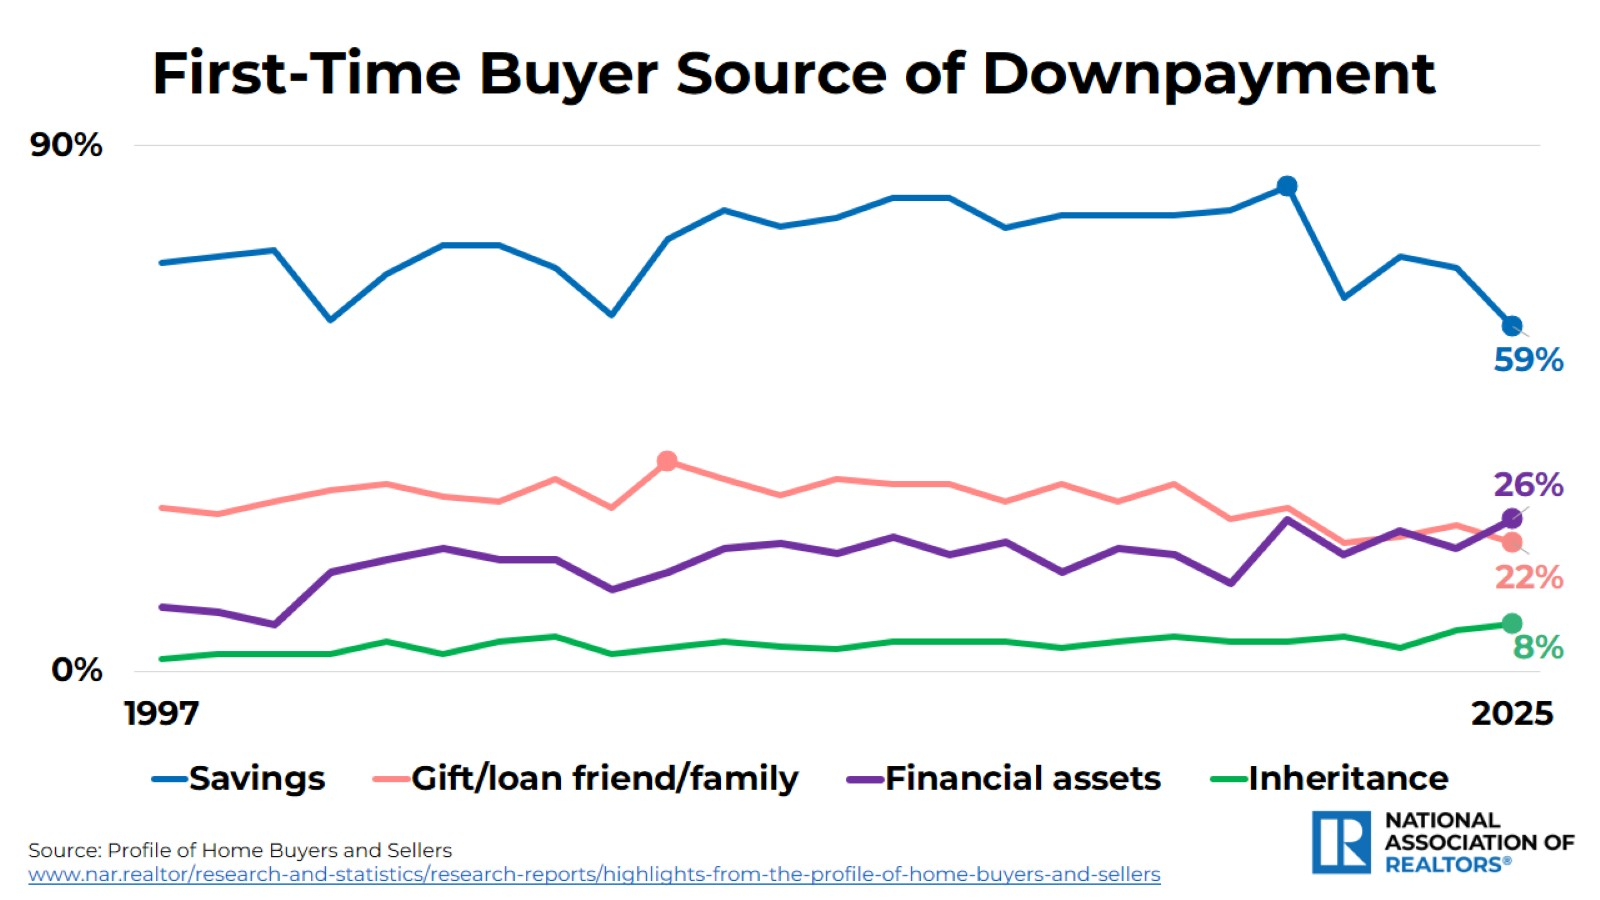 First-Time Buyer Source of Downpayment
90%
59%
26%
22%
8%
0%
1997
2025
Savings
Gift/loan friend/family
Financial assets
Inheritance
NATIONAL
ASSOCIATION OF
REALTORS®
Source: Profile of Home Buyers and Sellers
www.nar.realtor/research-and-statistics/research-reports/highlights-from-the-profile-of-home-buyers-and-sellers